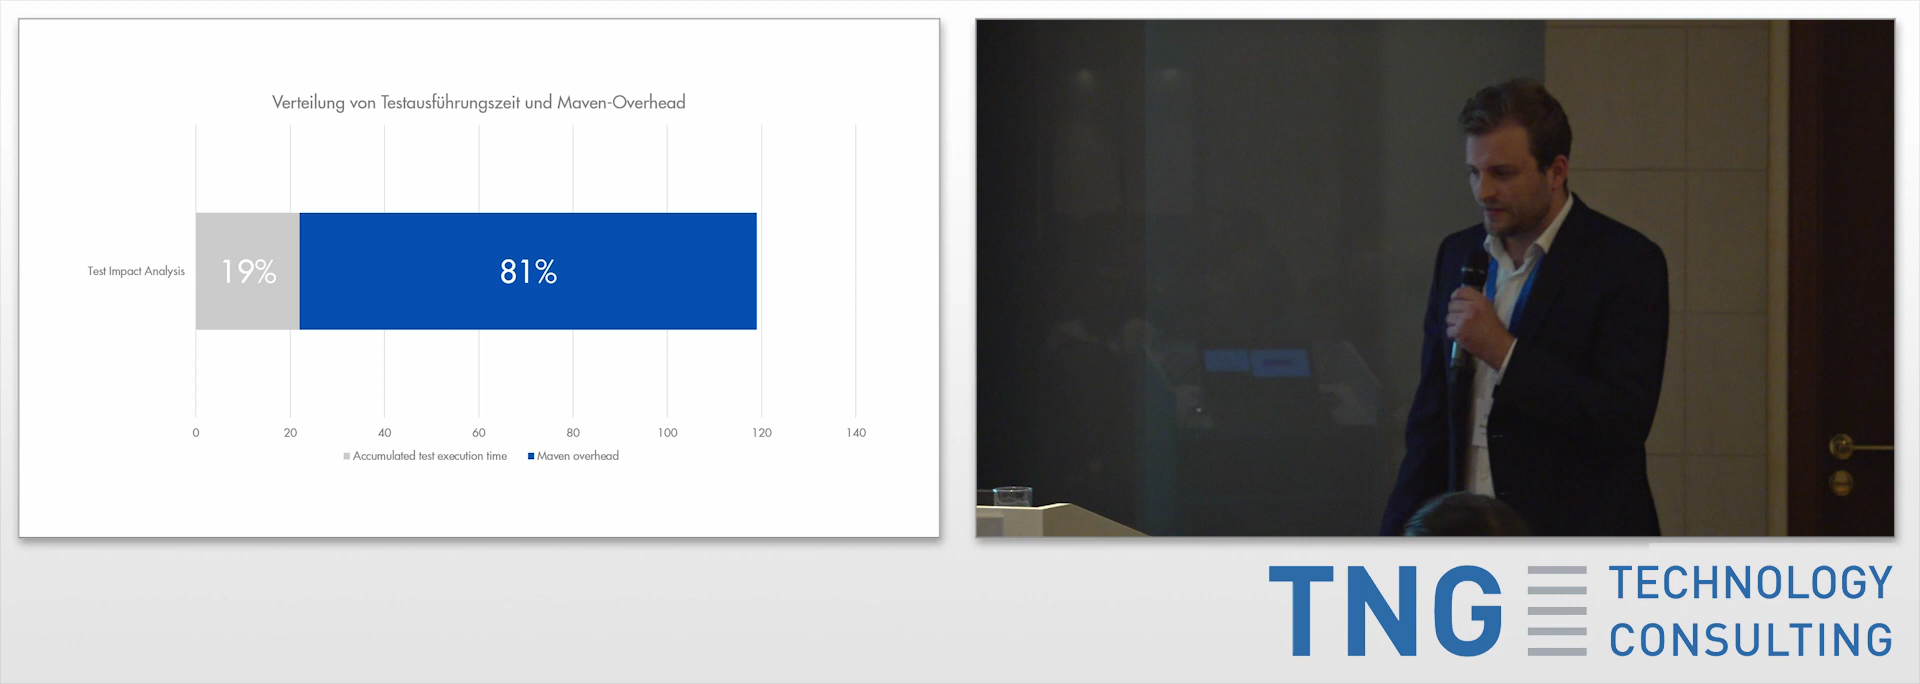 Verteilung von Testausführungszeit und Maven-Overhead
Test Impact Analysis
19%
81%
0 20 40 60 80 100 120 140
Accumulated test execution time
Maven overhead
TNG TECHNOLOGY
CONSULTING